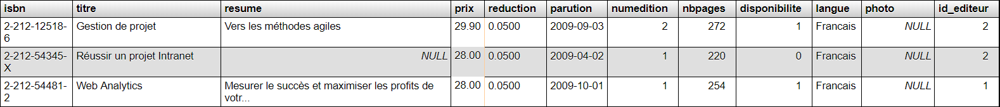 isbn titre resume prix reduction parution numedition nbpages disponibilite langue photo id_editeur
2-212-12518- Gestion de projet Vers les méthodes agiles 29.90 0.0500 2009-09-03 2 272 1 Francais NULL 2
6
2-212-54345- Réussir un projet Intranet NULL 28.00 0.0500 2009-04-02 1 220 0 Francais NULL 2
X
2-212-54481- Web Analytics Mesurer le succès et maximiser les profits de 28.00 0.0500 2009-10-01 1 254 1 Francais NULL 1
2 votr...